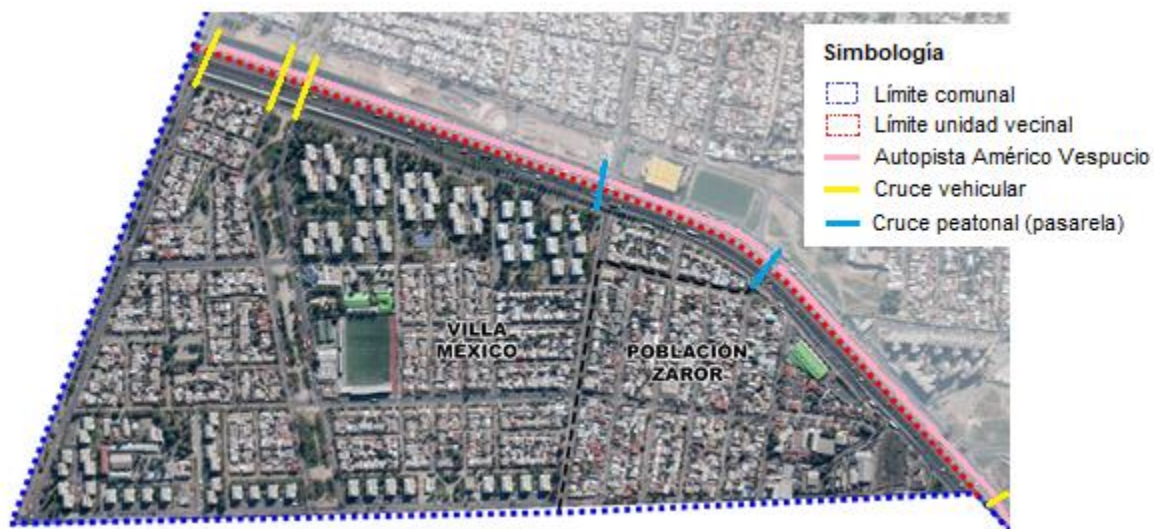 Simbología
Límite comunal
Límite unidad vecinal
Autopista Américo Vespucio
Cruce vehicular
Cruce peatonal (pasarela)
VILLA
MEXICO
POBLACION
ZAROR